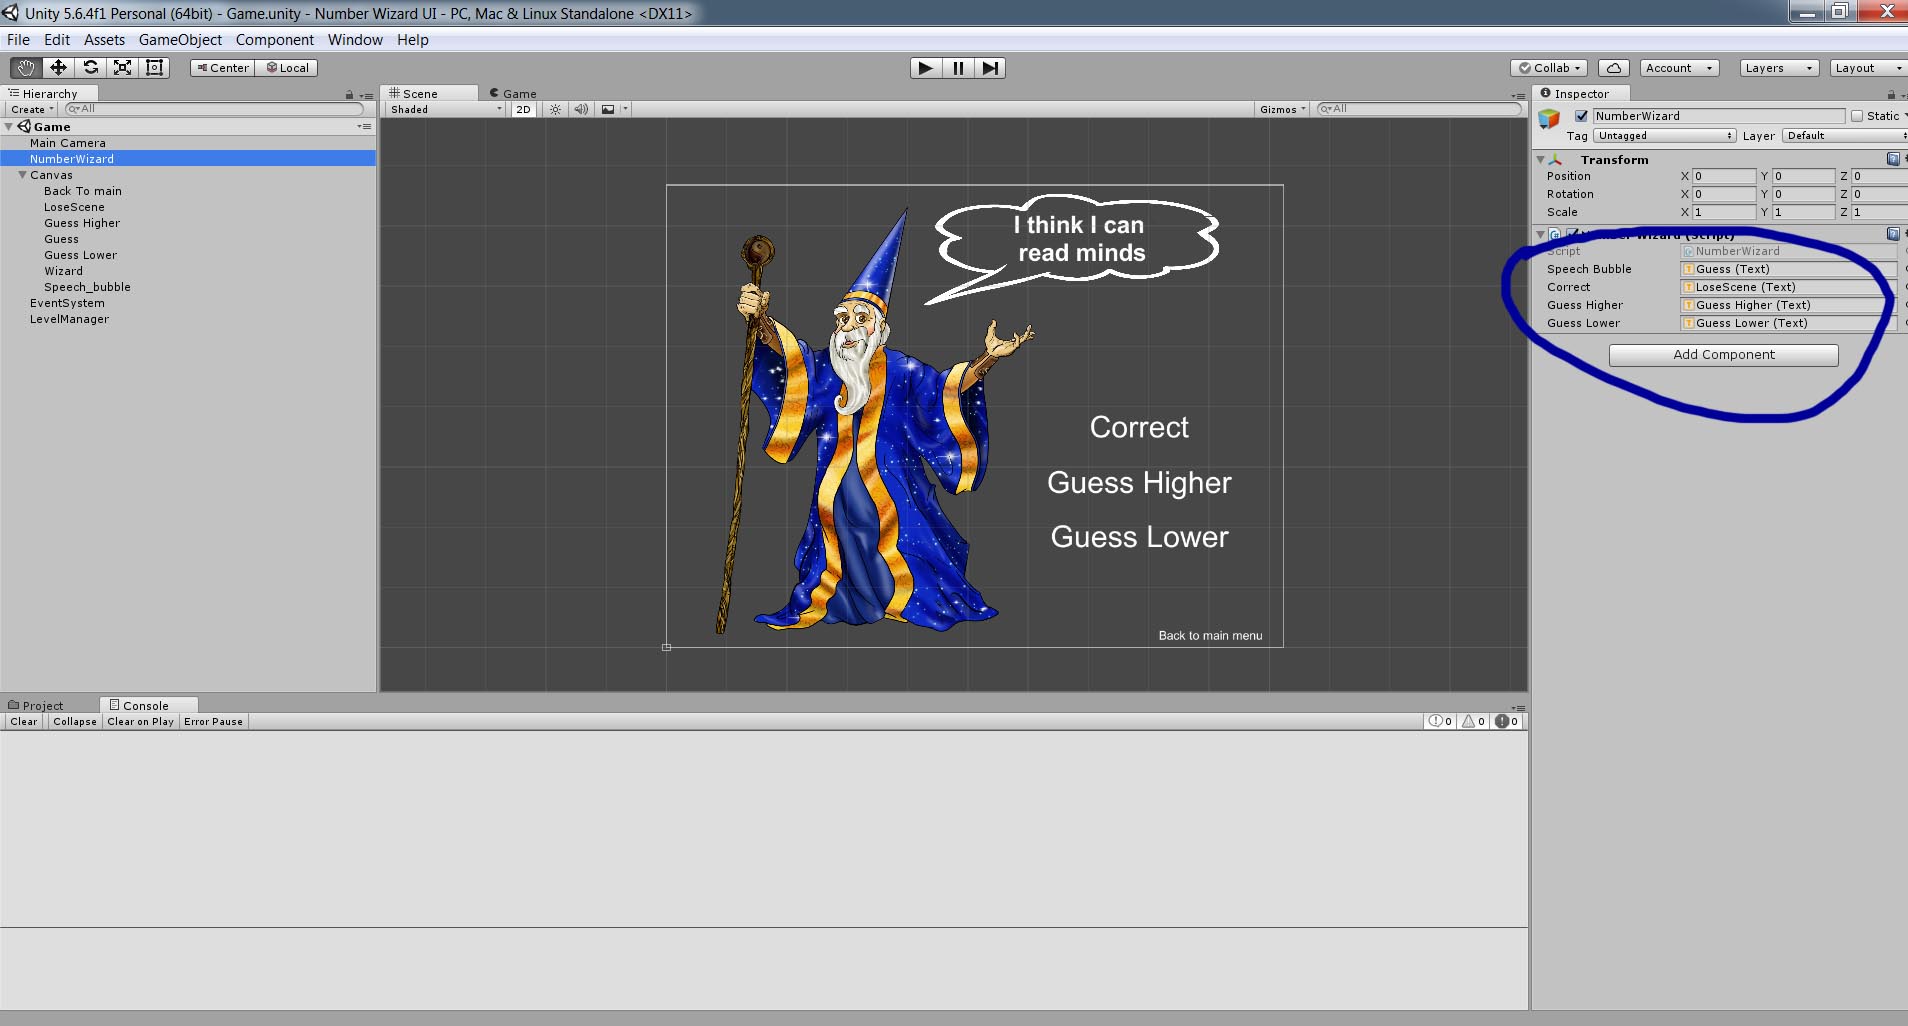 Unity 5.6.4f1 Personal (64bit) - Game.unity - Number Wizard UI - PC, Mac & Linux Standalone <DX11>
File Edit Assets GameObject Component Window Help
Center Local Collab Account Layers Layout
Hierarchy
Create All
Game
Main Camera
NumberWizard
Canvas
Back To main
LoseScene
Guess Higher
Guess
Guess Lower
Wizard
Speech_bubble
EventSystem
LevelManager
Scene Game
Shaded 2D Gizmos All
I think I can
read minds
Correct
Guess Higher
Guess Lower
Back to main menu
Inspector
NumberWizard Static
Tag Untagged Layer Default
Transform
Position X 0 Y 0 Z 0
Rotation X 0 Y 0 Z 0
Scale X 1 Y 1 Z 1
Number Wizard (Script)
Script NumberWizard
Speech Bubble Guess (Text)
Correct LoseScene (Text)
Guess Higher Guess Higher (Text)
Guess Lower Guess Lower (Text)
Add Component
Project Console
Clear Collapse Clear on Play Error Pause 0 0 0